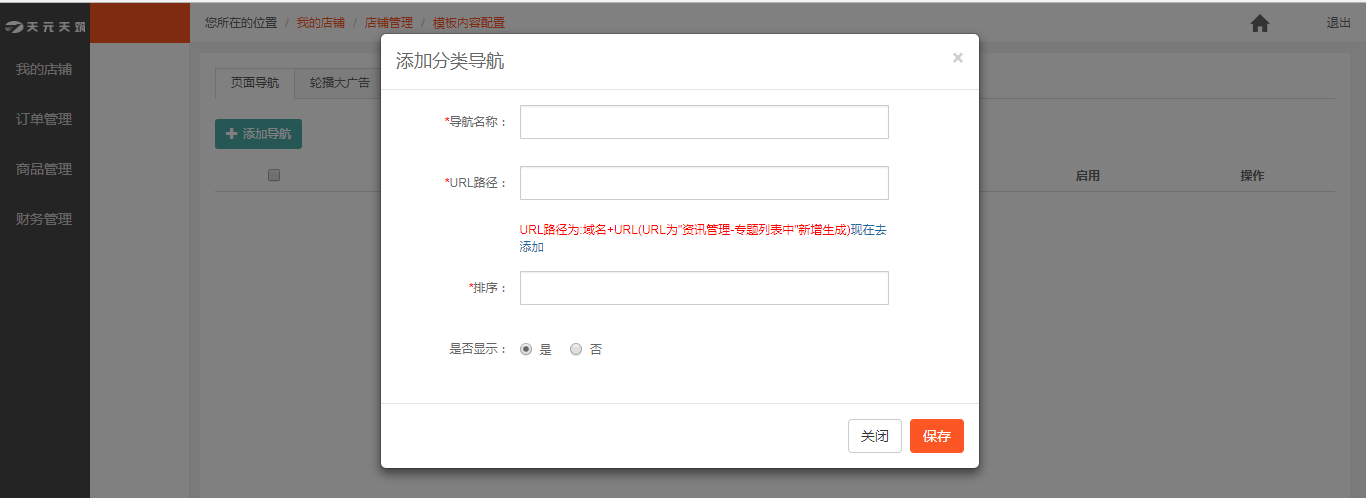 天元天筑
您所在的位置 / 我的店铺 / 店铺管理 / 模板内容配置
退出
我的店铺
订单管理
商品管理
财务管理
页面导航
轮播大广告
添加导航
启用
操作
添加分类导航
×
*导航名称：
*URL路径：
URL路径为:域名+URL(URL为"资讯管理-专题列表中"新增生成)现在去
添加
*排序：
是否显示： 是 否
关闭
保存